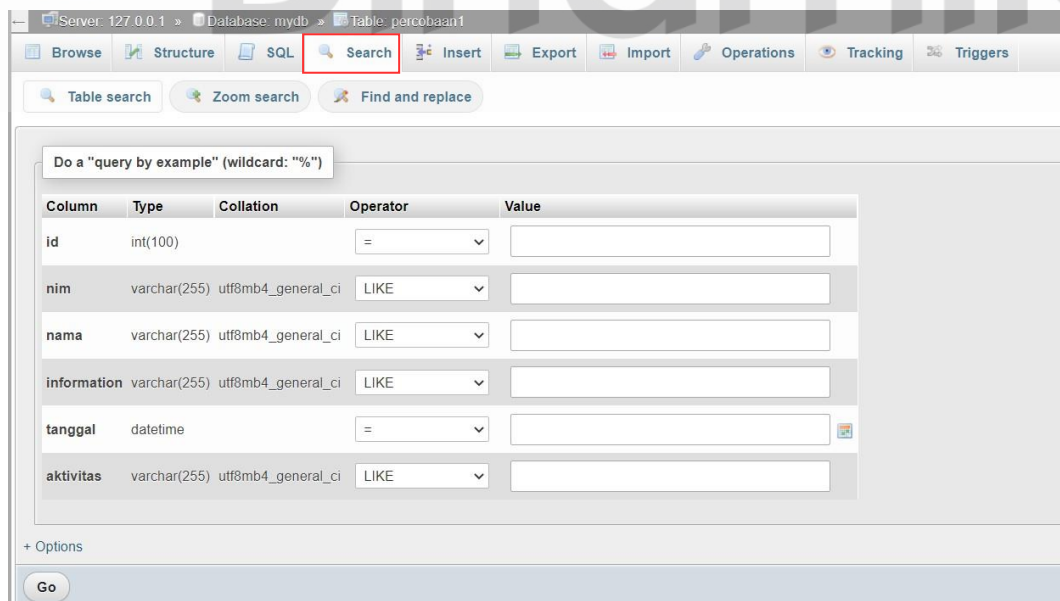 Server: 127.0.0.1 » Database: mydb » Table: percobaan1
Browse Structure SQL Search Insert Export Import Operations Tracking Triggers
Table search Zoom search Find and replace
Do a "query by example" (wildcard: "%")
Column Type Collation Operator Value
id int(100) =
nim varchar(255) utf8mb4_general_ci LIKE
nama varchar(255) utf8mb4_general_ci LIKE
information varchar(255) utf8mb4_general_ci LIKE
tanggal datetime =
aktivitas varchar(255) utf8mb4_general_ci LIKE
+ Options
Go